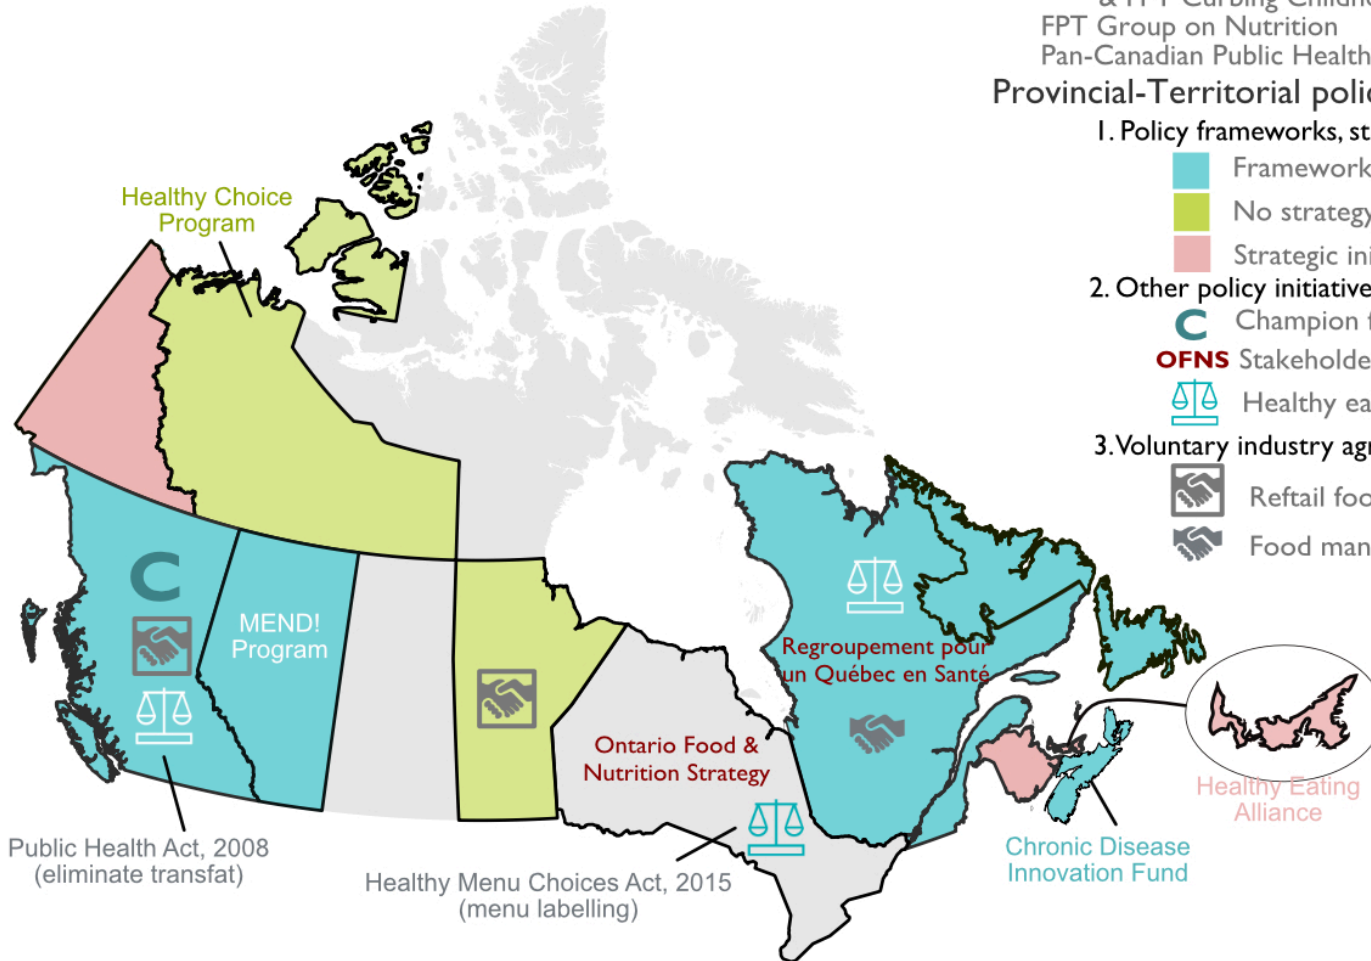 & FPT Curbing Childho
FPT Group on Nutrition
Pan-Canadian Public Health
Provincial-Territorial polic
1. Policy frameworks, st
Framework
No strategy
Strategic ini
2. Other policy initiative
C Champion f
OFNS Stakeholde
Healthy ea
3. Voluntary industry agr
Reftail foo
Food man
Healthy Choice
Program
C
MEND!
Program
Regroupement pour
un Québec en Santé
Ontario Food &
Nutrition Strategy
Healthy Eating
Alliance
Public Health Act, 2008
(eliminate transfat)
Healthy Menu Choices Act, 2015
(menu labelling)
Chronic Disease
Innovation Fund